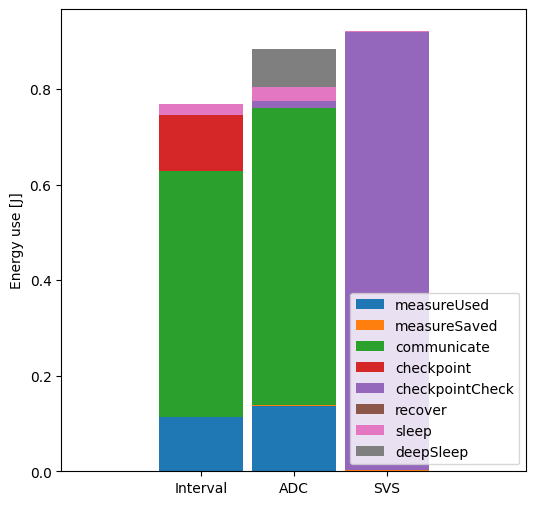 Energy use [J]
0.8
0.6
0.4
0.2
0.0
measureUsed
measureSaved
communicate
checkpoint
checkpointCheck
recover
sleep
deepSleep
Interval ADC SVS